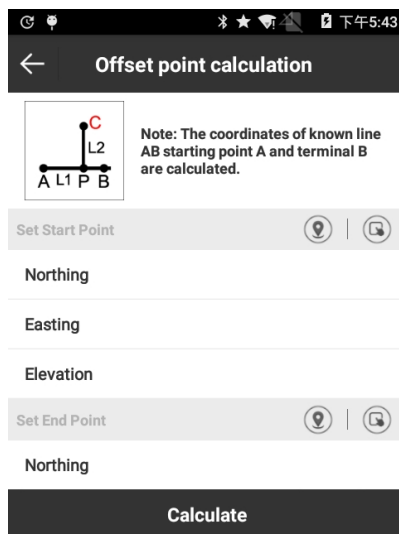 下午5:43
Offset point calculation
C
L2
A L1 P B
Note: The coordinates of known line
AB starting point A and terminal B
are calculated.
Set Start Point
Northing
Easting
Elevation
Set End Point
Northing
Calculate